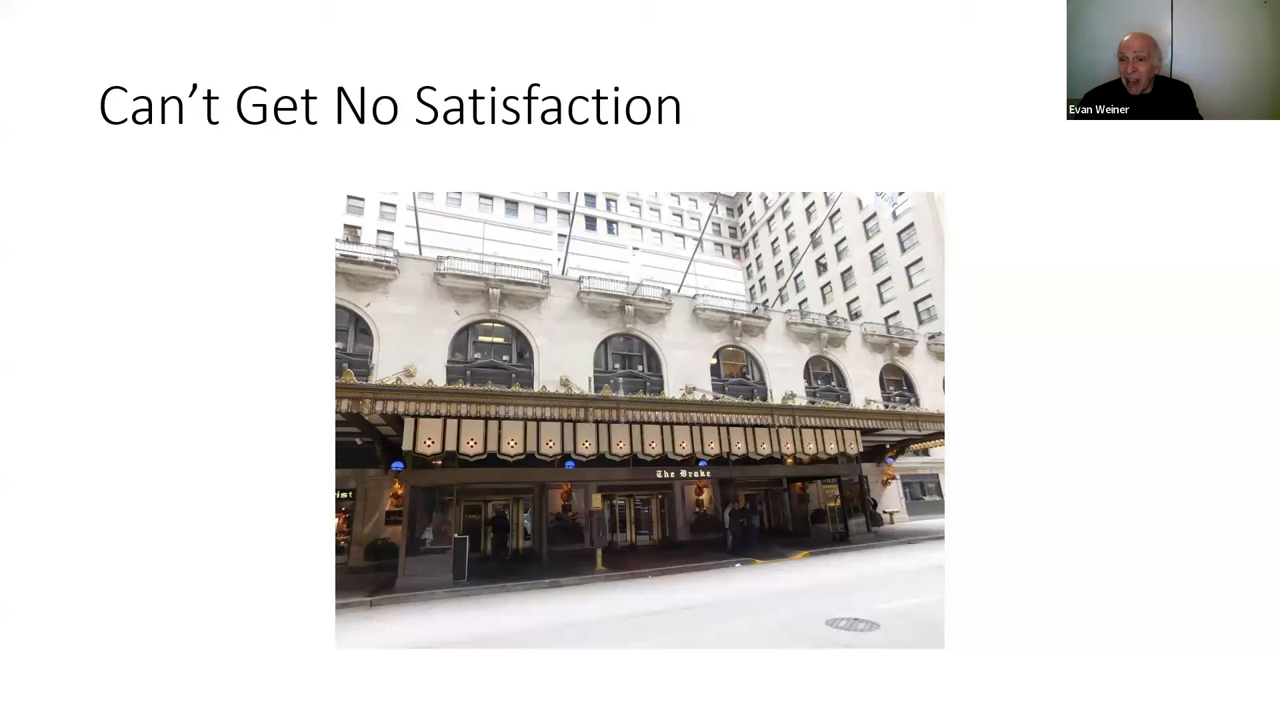 Can’t Get No Satisfaction
Evan Weiner
The Drake